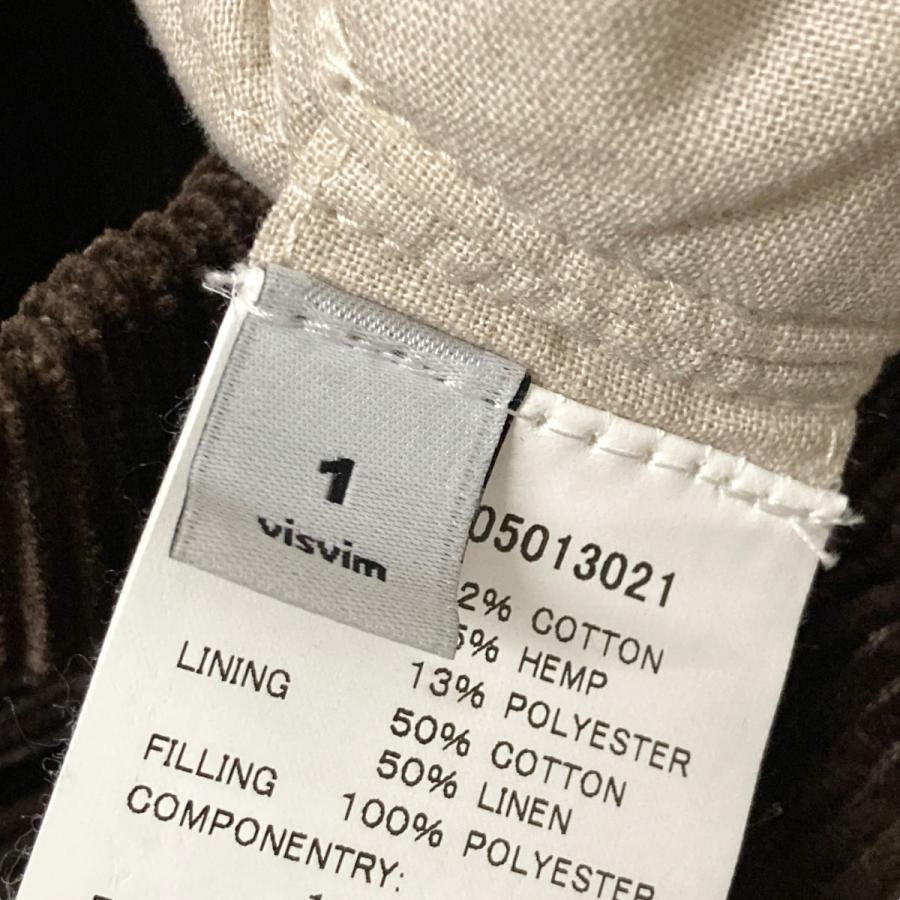 1
visvim
05013021
2% COTTON
5% HEMP
13% POLYESTER
LINING 50% COTTON
50% LINEN
FILLING 100% POLYESTER
COMPONENTRY: